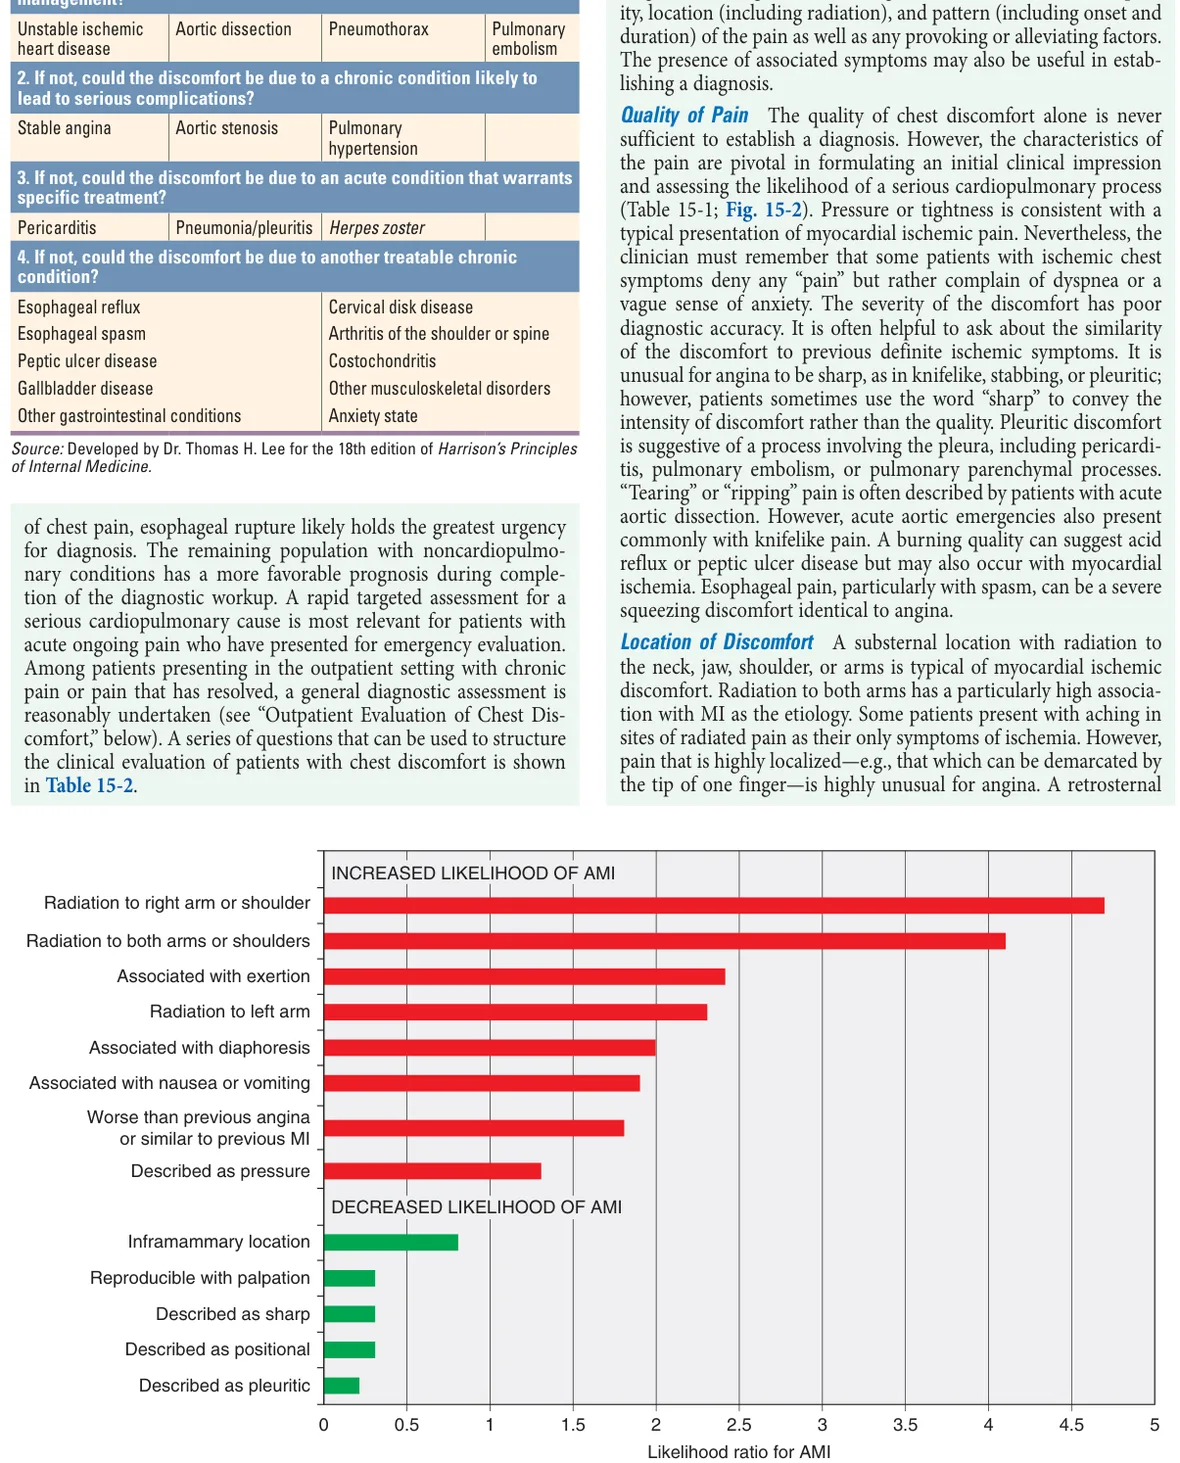 management?
Unstable ischemic heart disease
Aortic dissection
Pneumothorax
Pulmonary embolism
2. If not, could the discomfort be due to a chronic condition likely to
lead to serious complications?
Stable angina
Aortic stenosis
Pulmonary hypertension
3. If not, could the discomfort be due to an acute condition that warrants
specific treatment?
Pericarditis
Pneumonia/pleuritis
Herpes zoster
4. If not, could the discomfort be due to another treatable chronic
condition?
Esophageal reflux
Cervical disk disease
Esophageal spasm
Arthritis of the shoulder or spine
Peptic ulcer disease
Costochondritis
Gallbladder disease
Other musculoskeletal disorders
Other gastrointestinal conditions
Anxiety state
Source: Developed by Dr. Thomas H. Lee for the 18th edition of Harrison's Principles
of Internal Medicine.
of chest pain, esophageal rupture likely holds the greatest urgency
for diagnosis. The remaining population with noncardiopulmo-
nary conditions has a more favorable prognosis during comple-
tion of the diagnostic workup. A rapid targeted assessment for a
serious cardiopulmonary cause is most relevant for patients with
acute ongoing pain who have presented for emergency evaluation.
Among patients presenting in the outpatient setting with chronic
pain or pain that has resolved, a general diagnostic assessment is
reasonably undertaken (see “Outpatient Evaluation of Chest Dis-
comfort,” below). A series of questions that can be used to structure
the clinical evaluation of patients with chest discomfort is shown
in Table 15-2.
ity, location (including radiation), and pattern (including onset and
duration) of the pain as well as any provoking or alleviating factors.
The presence of associated symptoms may also be useful in estab-
lishing a diagnosis.
Quality of Pain The quality of chest discomfort alone is never
sufficient to establish a diagnosis. However, the characteristics of
the pain are pivotal in formulating an initial clinical impression
and assessing the likelihood of a serious cardiopulmonary process
(Table 15-1; Fig. 15-2). Pressure or tightness is consistent with a
typical presentation of myocardial ischemic pain. Nevertheless, the
clinician must remember that some patients with ischemic chest
symptoms deny any “pain” but rather complain of dyspnea or a
vague sense of anxiety. The severity of the discomfort has poor
diagnostic accuracy. It is often helpful to ask about the similarity
of the discomfort to previous definite ischemic symptoms. It is
unusual for angina to be sharp, as in knifelike, stabbing, or pleuritic;
however, patients sometimes use the word “sharp” to convey the
intensity of discomfort rather than the quality. Pleuritic discomfort
is suggestive of a process involving the pleura, including pericardi-
tis, pulmonary embolism, or pulmonary parenchymal processes.
“Tearing” or “ripping” pain is often described by patients with acute
aortic dissection. However, acute aortic emergencies also present
commonly with knifelike pain. A burning quality can suggest acid
reflux or peptic ulcer disease but may also occur with myocardial
ischemia. Esophageal pain, particularly with spasm, can be a severe
squeezing discomfort identical to angina.
Location of Discomfort A substernal location with radiation to
the neck, jaw, shoulder, or arms is typical of myocardial ischemic
discomfort. Radiation to both arms has a particularly high associa-
tion with MI as the etiology. Some patients present with aching in
sites of radiated pain as their only symptoms of ischemia. However,
pain that is highly localized—e.g., that which can be demarcated by
the tip of one finger—is highly unusual for angina. A retrosternal
INCREASED LIKELIHOOD OF AMI
Radiation to right arm or shoulder
Radiation to both arms or shoulders
Associated with exertion
Radiation to left arm
Associated with diaphoresis
Associated with nausea or vomiting
Worse than previous angina
or similar to previous MI
Described as pressure
DECREASED LIKELIHOOD OF AMI
Inframammary location
Reproducible with palpation
Described as sharp
Described as positional
Described as pleuritic
0 0.5 1 1.5 2 2.5 3 3.5 4 4.5 5
Likelihood ratio for AMI